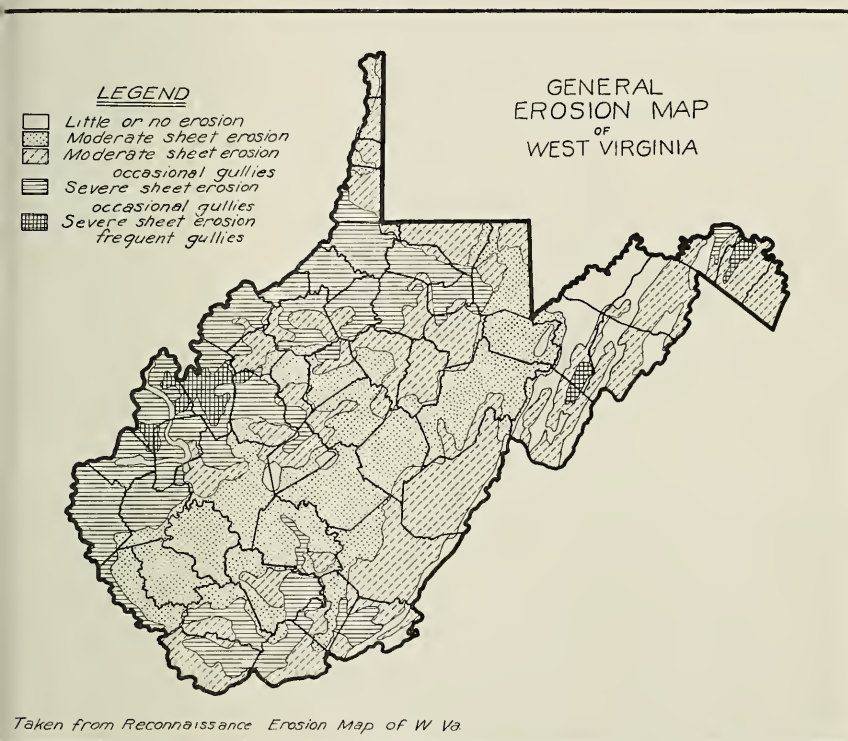 LEGEND
Little or no erosion
Moderate sheet erosion
Moderate sheet erosion
occasional gullies
Severe sheet erosion
occasional gullies
Severe sheet erosion
frequent gullies
GENERAL
EROSION MAP
OF
WEST VIRGINIA
Taken from Reconnaissance Erosion Map of W Va.